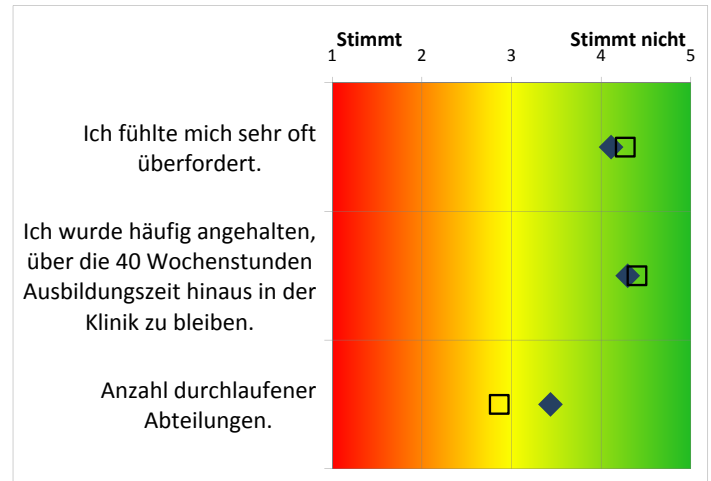 Stimmt Stimmt nicht
1 2 3 4 5
Ich fühlte mich sehr oft
überfordert.
Ich wurde häufig angehalten,
über die 40 Wochenstunden
Ausbildungszeit hinaus in der
Klinik zu bleiben.
Anzahl durchlaufener
Abteilungen.